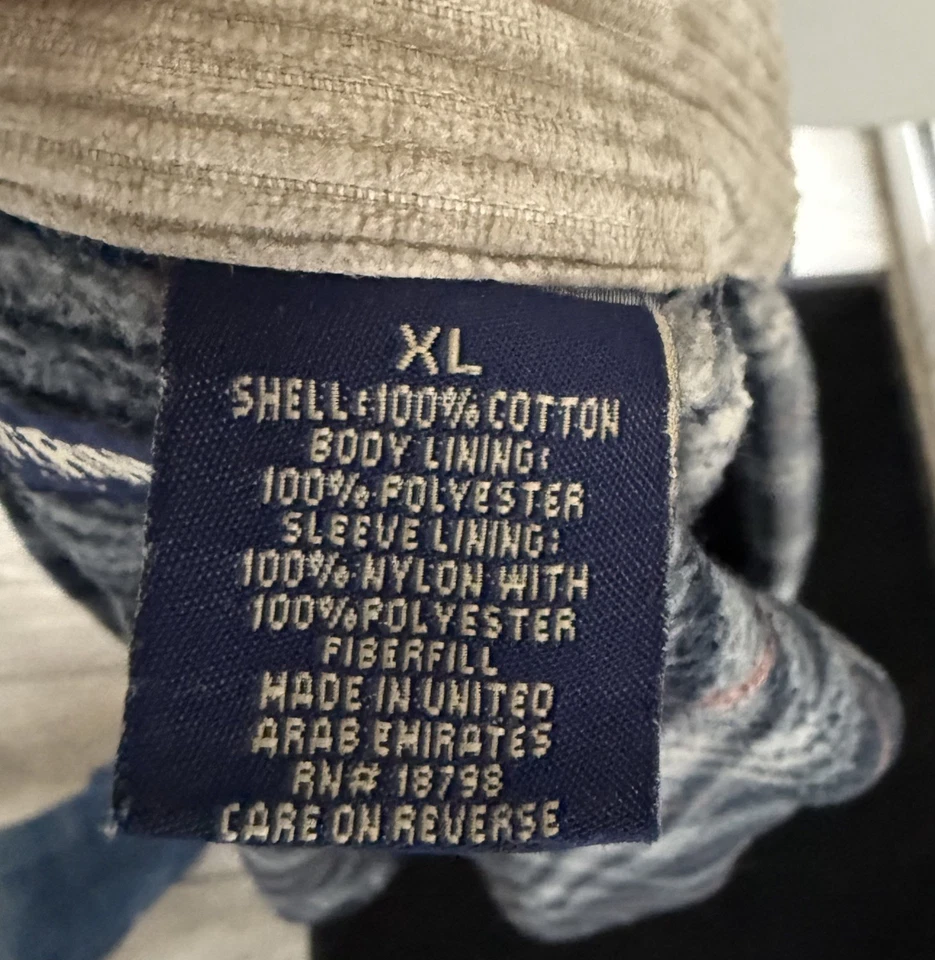 XL
SHELL:100% COTTON
BODY LINING:
100% POLYESTER
SLEEVE LINING:
100% NYLON WITH
100% POLYESTER
FIBERFILL
MADE IN UNITED
ARAB EMIRATES
RN# 18798
CARE ON REVERSE